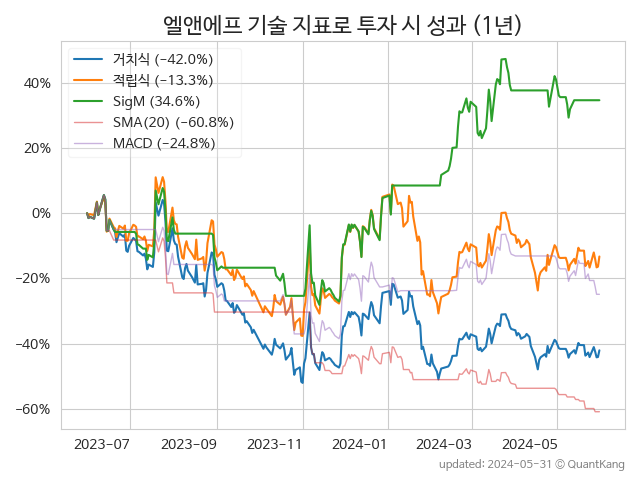 엘앤에프 기술 지표로 투자 시 성과 (1년)
거치식 (−42.0%)
적립식 (−13.3%)
SigM (34.6%)
SMA(20) (−60.8%)
MACD (−24.8%)
40%
20%
0%
−20%
−40%
−60%
2023−07 2023−09 2023−11 2024−01 2024−03 2024−05
updated: 2024−05−31 © QuantKang